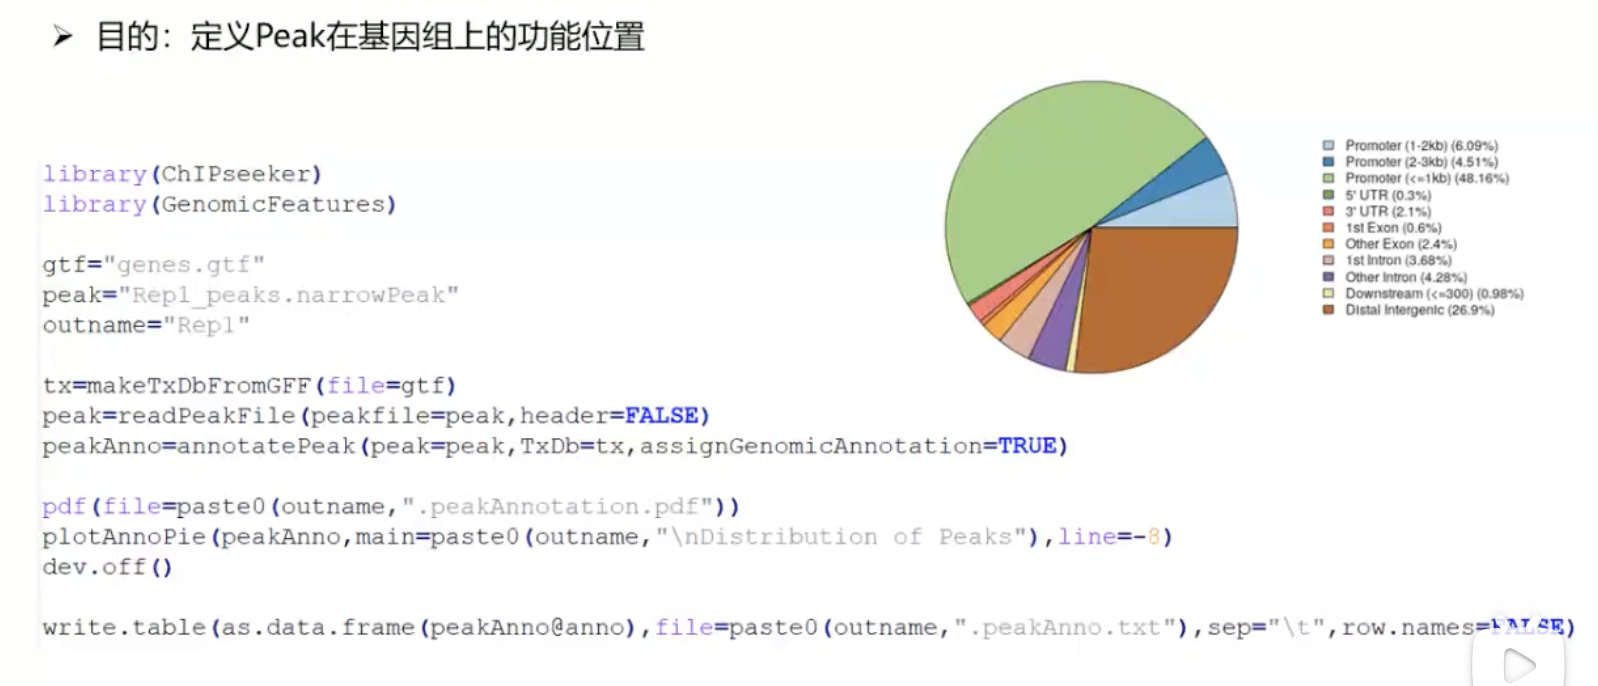 目的：定义Peak在基因组上的功能位置
library(ChIPseeker)
library(GenomicFeatures)
gtf="genes.gtf"
peak="Rep1_peaks.narrowPeak"
outname="Rep1"
tx=makeTxDbFromGFF(file=gtf)
peak=readPeakFile(peakfile=peak,header=FALSE)
peakAnno=annotatePeak(peak=peak,TxDb=tx,assignGenomicAnnotation=TRUE)
pdf(file=paste0(outname,".peakAnnotation.pdf"))
plotAnnoPie(peakAnno,main=paste0(outname,"\nDistribution of Peaks"),line=-8)
dev.off()
write.table(as.data.frame(peakAnno@anno),file=paste0(outname,".peakAnno.txt"),sep="\t",row.names=FALSE)
Promoter (1-2kb) (6.09%)
Promoter (2-3kb) (4.51%)
Promoter (<=1kb) (48.16%)
5' UTR (0.3%)
3' UTR (2.1%)
1st Exon (0.6%)
Other Exon (2.4%)
1st Intron (3.68%)
Other Intron (4.28%)
Downstream (<=300) (0.98%)
Distal Intergenic (26.9%)